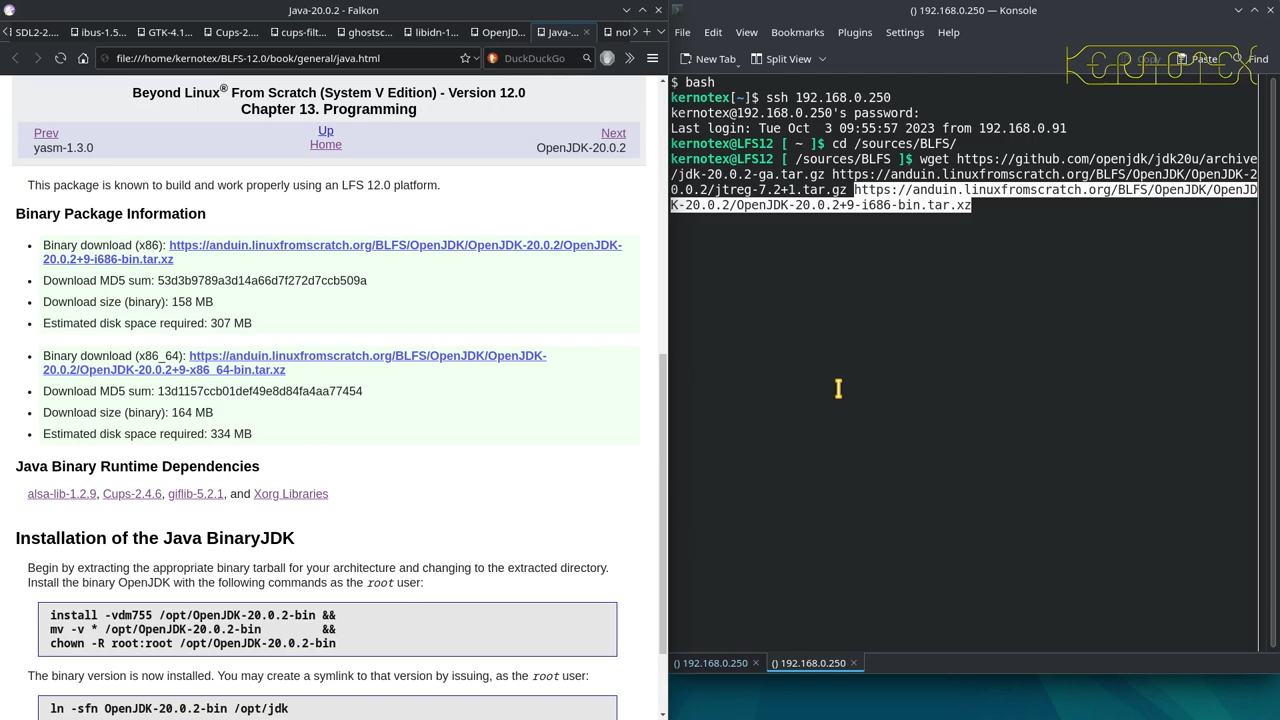 Java-20.0.2 - Falkon
SDL2-2.... ibus-1.5... GTK-4.1... Cups-2.... cups-filt... ghostsc... libidn-1... OpenJD... Java-... not
file:///home/kernotex/BLFS-12.0/book/general/java.html
DuckDuckGo
Beyond Linux® From Scratch (System V Edition) - Version 12.0
Chapter 13. Programming
Prev Up Next
yasm-1.3.0 Home OpenJDK-20.0.2
This package is known to build and work properly using an LFS 12.0 platform.
Binary Package Information
Binary download (x86): https://anduin.linuxfromscratch.org/BLFS/OpenJDK/OpenJDK-20.0.2/OpenJDK-
20.0.2+9-i686-bin.tar.xz
Download MD5 sum: 53d3b9789a3d14a66d7f272d7ccb509a
Download size (binary): 158 MB
Estimated disk space required: 307 MB
Binary download (x86_64): https://anduin.linuxfromscratch.org/BLFS/OpenJDK/OpenJDK-
20.0.2/OpenJDK-20.0.2+9-x86_64-bin.tar.xz
Download MD5 sum: 13d1157ccb01def49e8d84fa4aa77454
Download size (binary): 164 MB
Estimated disk space required: 334 MB
Java Binary Runtime Dependencies
alsa-lib-1.2.9, Cups-2.4.6, giflib-5.2.1, and Xorg Libraries
Installation of the Java BinaryJDK
Begin by extracting the appropriate binary tarball for your architecture and changing to the extracted directory.
Install the binary OpenJDK with the following commands as the root user:
install -vdm755 /opt/OpenJDK-20.0.2-bin &&
mv -v * /opt/OpenJDK-20.0.2-bin         &&
chown -R root:root /opt/OpenJDK-20.0.2-bin
The binary version is now installed. You may create a symlink to that version by issuing, as the root user:
ln -sfn OpenJDK-20.0.2-bin /opt/jdk
() 192.168.0.250 — Konsole
File Edit View Bookmarks Plugins Settings Help
New Tab Split View Copy Paste Find
KERNOTEX
$ bash
kernotex[~]$ ssh 192.168.0.250
kernotex@192.168.0.250's password:
Last login: Tue Oct  3 09:55:57 2023 from 192.168.0.91
kernotex@LFS12 [ ~ ]$ cd /sources/BLFS/
kernotex@LFS12 [ /sources/BLFS ]$ wget https://github.com/openjdk/jdk20u/archive
/jdk-20.0.2-ga.tar.gz https://anduin.linuxfromscratch.org/BLFS/OpenJDK/OpenJDK-2
0.0.2/jtreg-7.2+1.tar.gz https://anduin.linuxfromscratch.org/BLFS/OpenJDK/OpenJD
K-20.0.2/OpenJDK-20.0.2+9-i686-bin.tar.xz
() 192.168.0.250 () 192.168.0.250